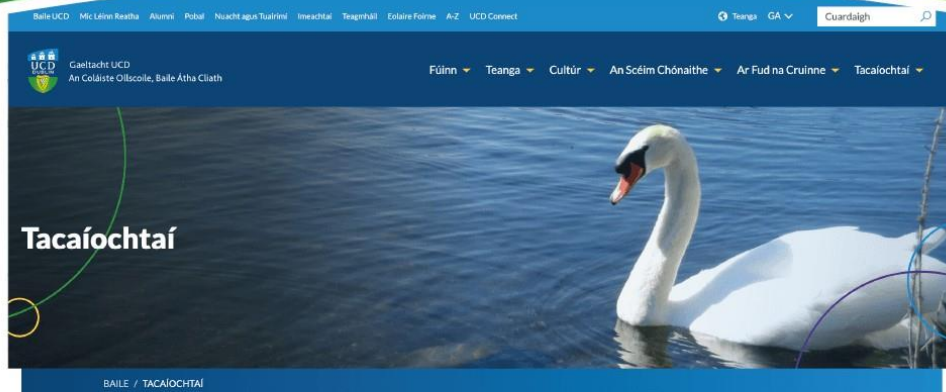 Baile UCD Mic Léinn Reatha Alumni Pobal Nuacht agus Tuairimí Imeachtaí Teagmháil Eolaire Foirne A-Z UCD Connect Teanga GA Cuardaigh
UCD
DUBLIN
Gaeltacht UCD
An Coláiste Ollscoile, Baile Átha Cliath
Fúinn Teanga Cultúr An Scéim Chónaithe Ar Fud na Cruinne Tacaíochtaí
Tacaíochtaí
BAILE / TACAÍOCHTAÍ